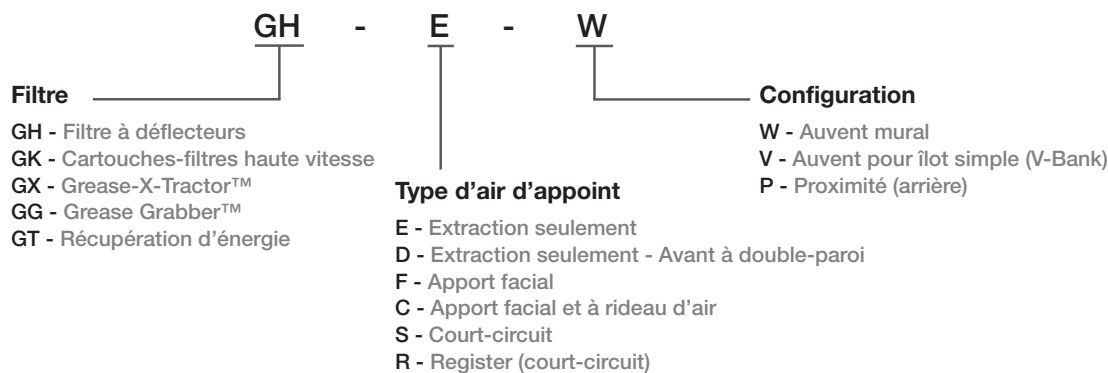 GH - E - W
Filtre
GH - Filtre à déflecteurs
GK - Cartouches-filtres haute vitesse
GX - Grease-X-Tractor™
GG - Grease Grabber™
GT - Récupération d'énergie
Type d'air d'appoint
E - Extraction seulement
D - Extraction seulement - Avant à double-paroi
F - Apport facial
C - Apport facial et à rideau d'air
S - Court-circuit
R - Register (court-circuit)
Configuration
W - Auvent mural
V - Auvent pour îlot simple (V-Bank)
P - Proximité (arrière)